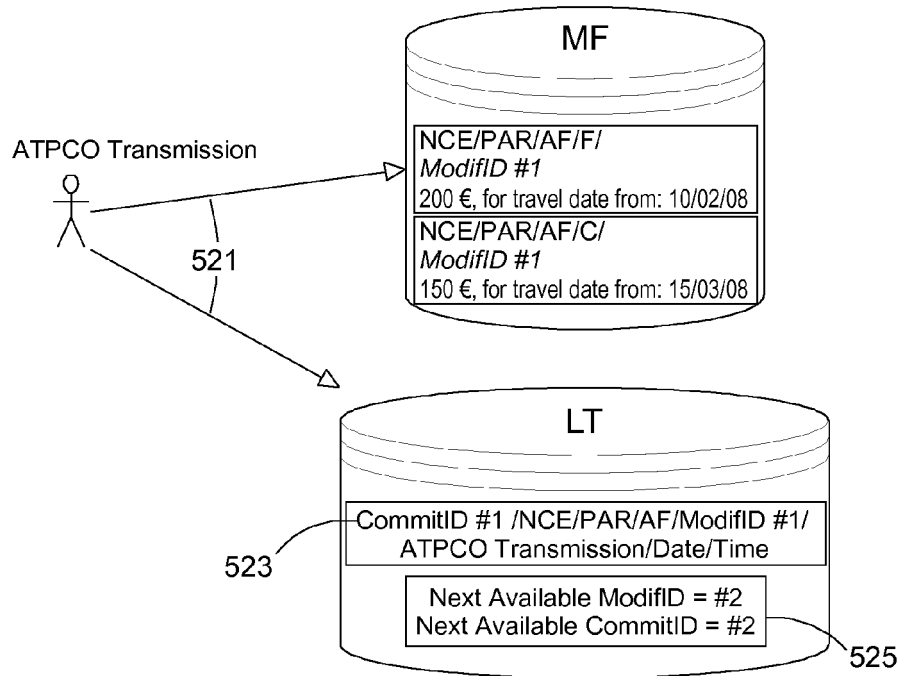 MF
ATPCO Transmission
NCE/PAR/AF/F/
ModifID #1
200 €, for travel date from: 10/02/08
NCE/PAR/AF/C/
ModifID #1
150 €, for travel date from: 15/03/08
521
LT
CommitID #1 /NCE/PAR/AF/ModifID #1/
ATPCO Transmission/Date/Time
523
Next Available ModifID = #2
Next Available CommitID = #2
525